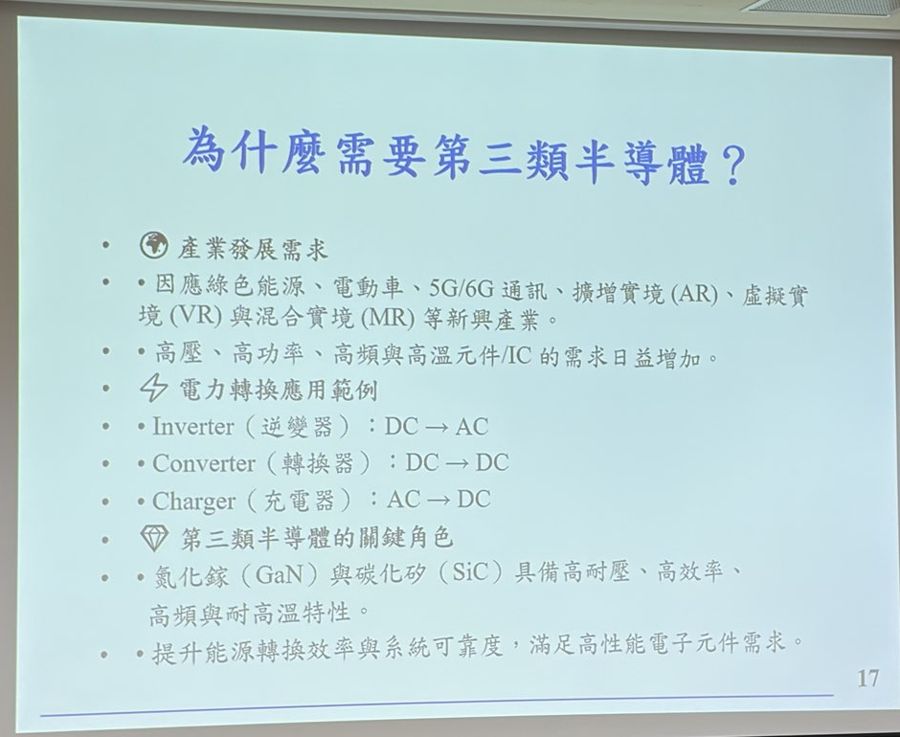 為什麼需要第三類半導體？
• 🌍 產業發展需求
• • 因應綠色能源、電動車、5G/6G 通訊、擴增實境 (AR)、虛擬實
境 (VR) 與混合實境 (MR) 等新興產業。
• • 高壓、高功率、高頻與高溫元件/IC 的需求日益增加。
• ⚡ 電力轉換應用範例
• • Inverter（逆變器）：DC → AC
• • Converter（轉換器）：DC → DC
• • Charger（充電器）：AC → DC
• 💎 第三類半導體的關鍵角色
• • 氮化鎵（GaN）與碳化矽（SiC）具備高耐壓、高效率、
高頻與耐高溫特性。
• • 提升能源轉換效率與系統可靠度，滿足高性能電子元件需求。
17